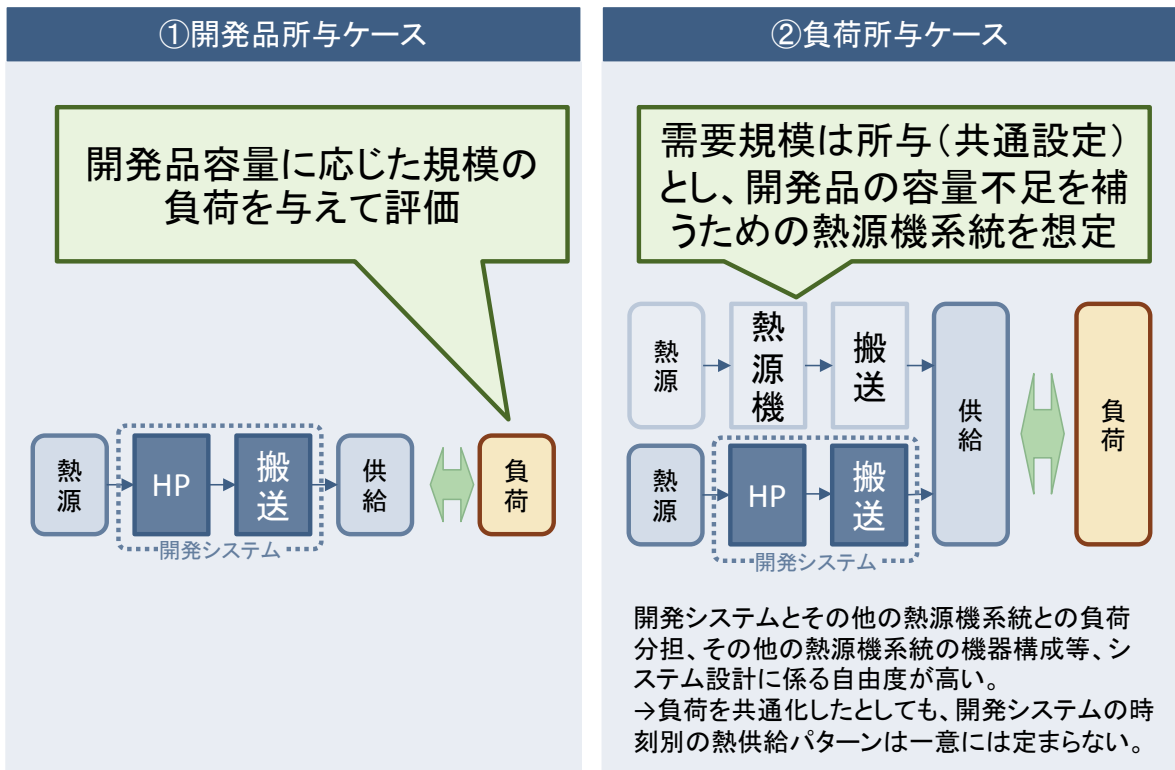 ①開発品所与ケース
開発品容量に応じた規模の
負荷を与えて評価
熱源
HP
搬送
供給
負荷
開発システム
②負荷所与ケース
需要規模は所与(共通設定)
とし、開発品の容量不足を補
うための熱源機系統を想定
熱源
熱源機
搬送
熱源
HP
搬送
開発システム
供給
負荷
開発システムとその他の熱源機系統との負荷
分担、その他の熱源機系統の機器構成等、シ
ステム設計に係る自由度が高い。
→負荷を共通化したとしても、開発システムの時
刻別の熱供給パターンは一意には定まらない。